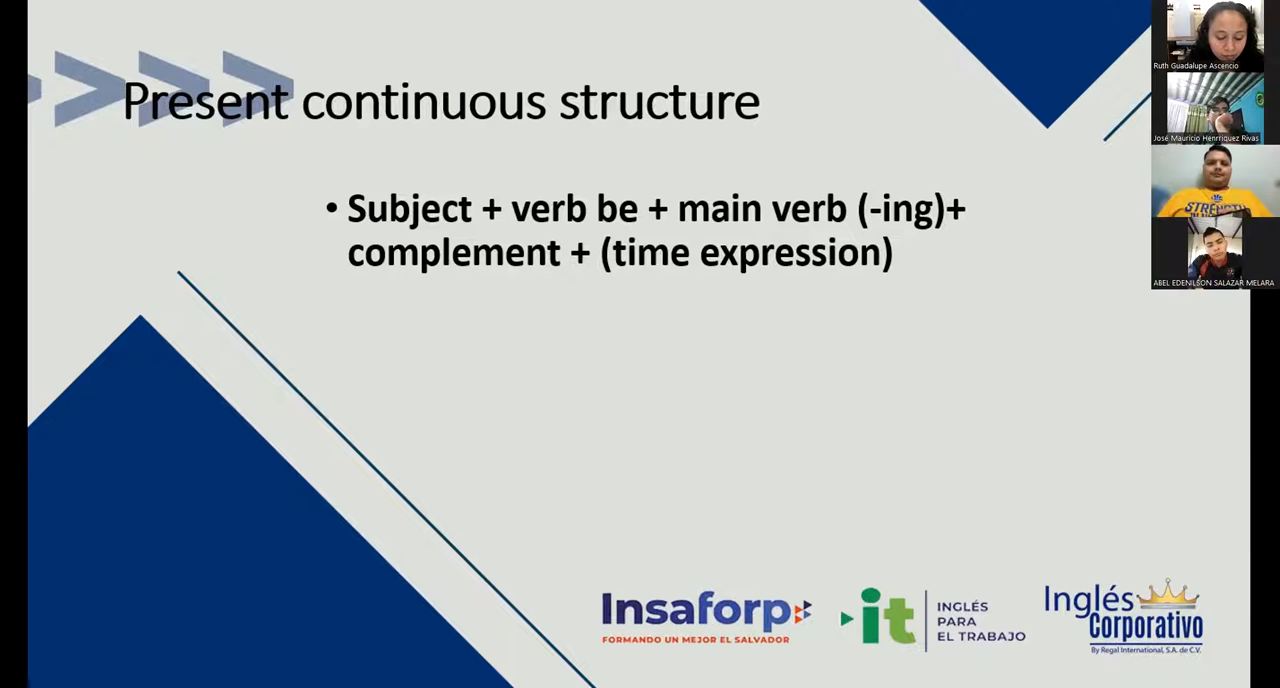 Present continuous structure
• Subject + verb be + main verb (-ing)+
complement + (time expression)
Insaforp
FORMANDO UN MEJOR EL SALVADOR
it
INGLÉS
PARA
EL TRABAJO
Inglés
Corporativo
By Regal International, S.A. de C.V.
Ruth Guadalupe Ascencio
José Mauricio Henrriquez Rivas
STRENGTH
ABEL EDENILSON SALAZAR MELARA